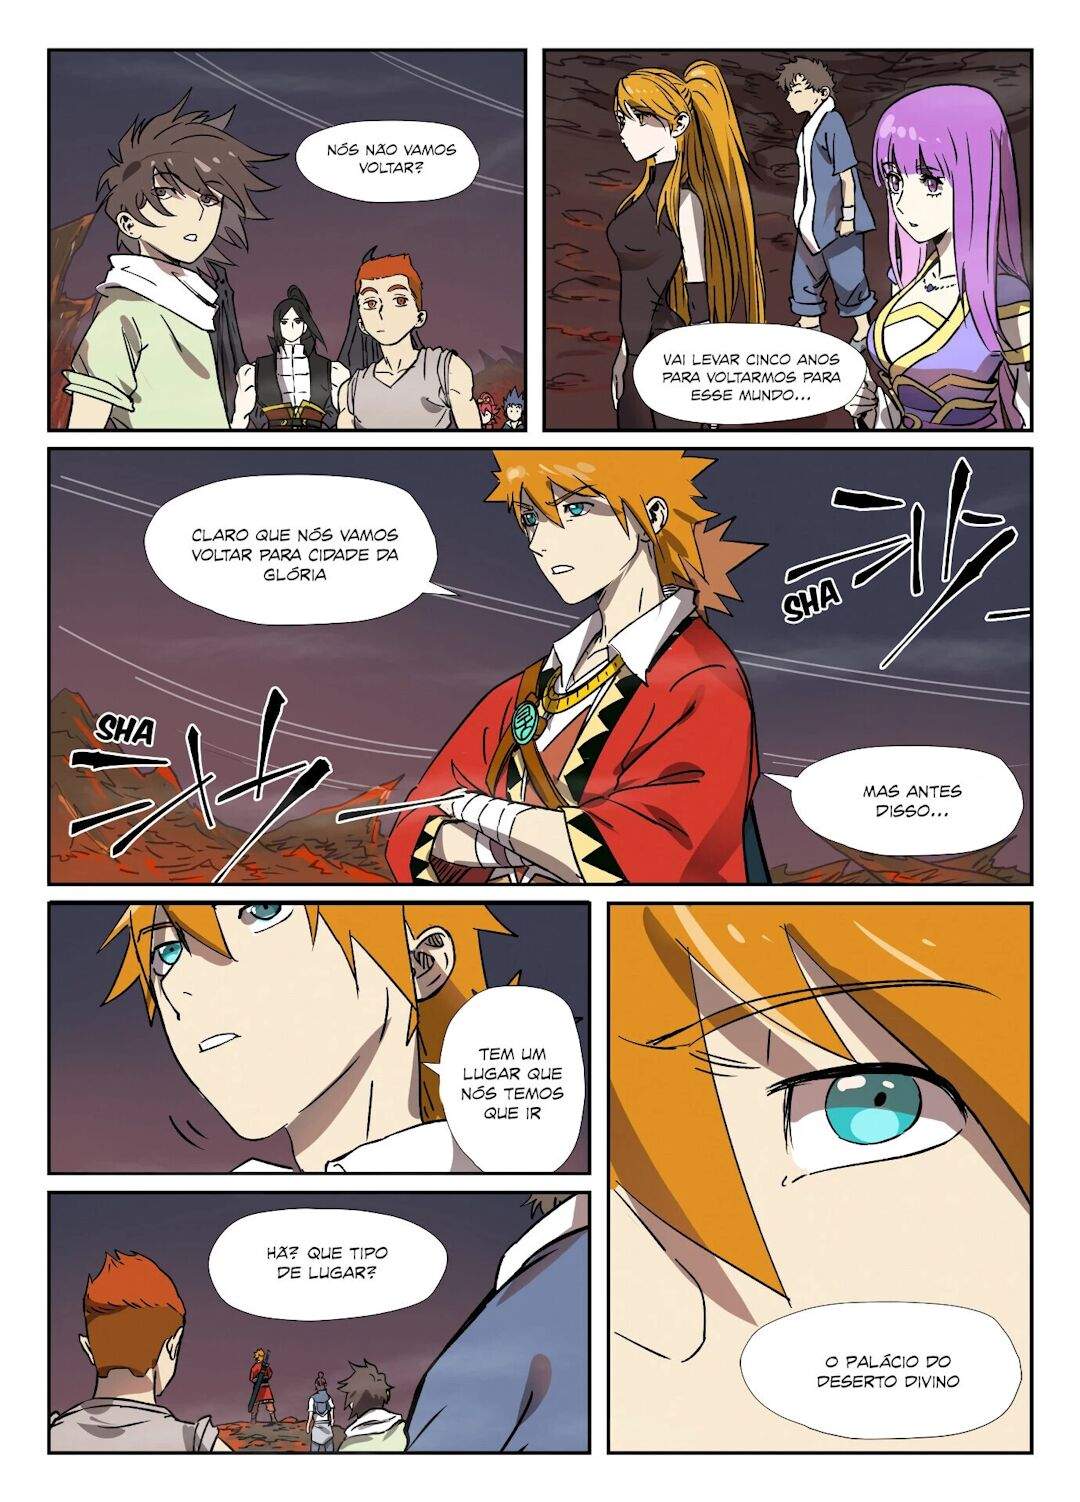 NÓS NÃO VAMOS
VOLTAR?
VAI LEVAR CINCO ANOS
PARA VOLTARMOS PARA
ESSE MUNDO...
CLARO QUE NÓS VAMOS
VOLTAR PARA CIDADE DA
GLÓRIA
SHA
SHA
MAS ANTES
DISSO...
TEM UM
LUGAR QUE
NÓS TEMOS
QUE IR
HÃ? QUE TIPO
DE LUGAR?
O PALÁCIO DO
DESERTO DIVINO